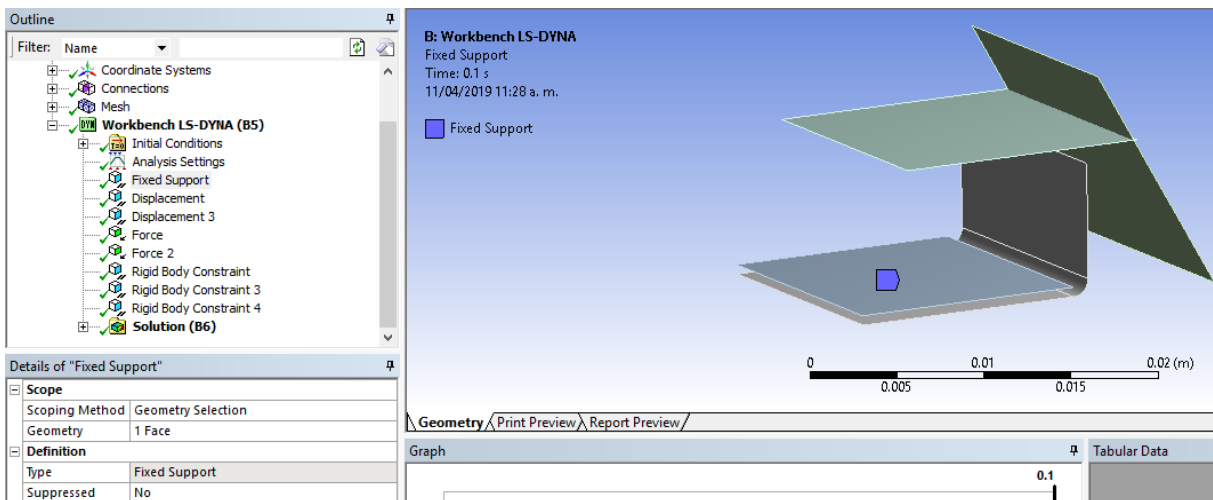 Outline
Filter: Name
Coordinate Systems
Connections
Mesh
Workbench LS-DYNA (B5)
Initial Conditions
Analysis Settings
Fixed Support
Displacement
Displacement 3
Force
Force 2
Rigid Body Constraint
Rigid Body Constraint 3
Rigid Body Constraint 4
Solution (B6)
Details of "Fixed Support"
Scope
Scoping Method Geometry Selection
Geometry 1 Face
Definition
Type Fixed Support
Suppressed No
B: Workbench LS-DYNA
Fixed Support
Time: 0.1 s
11/04/2019 11:28 a. m.
Fixed Support
0 0.01 0.02 (m)
0.005 0.015
Geometry Print Preview Report Preview
Graph
0.1
Tabular Data